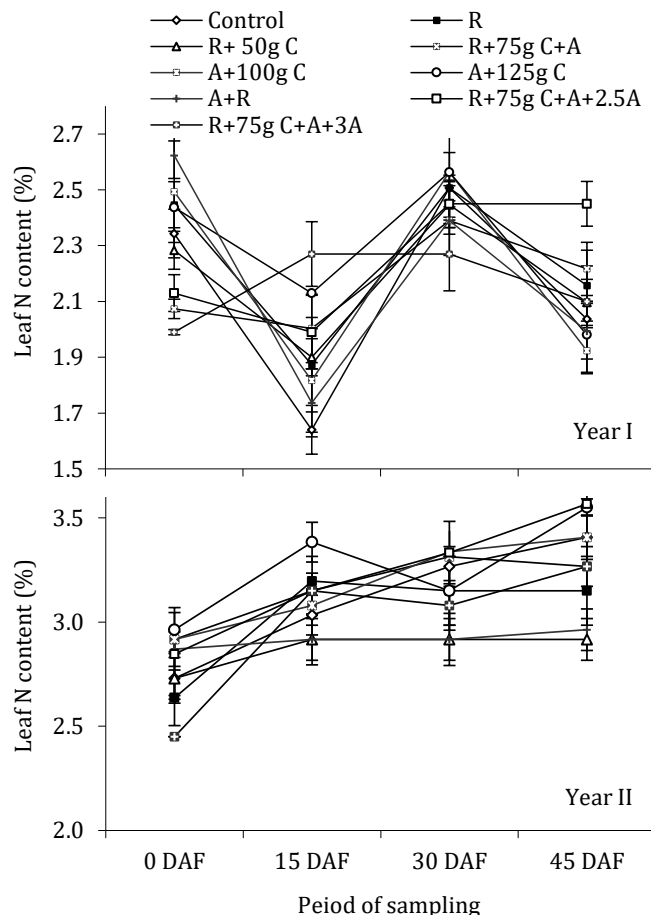 Control R
R+ 50g C R+75g C+A
A+100g C A+125g C
A+R R+75g C+A+2.5A
R+75g C+A+3A
2.7
2.5
2.3
2.1
1.9
1.7
1.5
Leaf N content (%)
Year I
3.5
3.0
2.5
2.0
Leaf N content (%)
Year II
0 DAF 15 DAF 30 DAF 45 DAF
Peiod of sampling